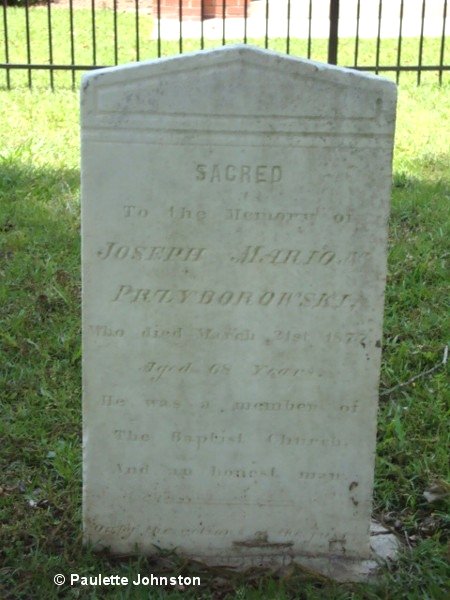 SACRED
To the Memory of
JOSEPH MARION
PRZYBOROWSKI,
Who died March 21st, 187
Aged 68 Years.
He was a member of
The Baptist Church.
And an honest man
© Paulette Johnston